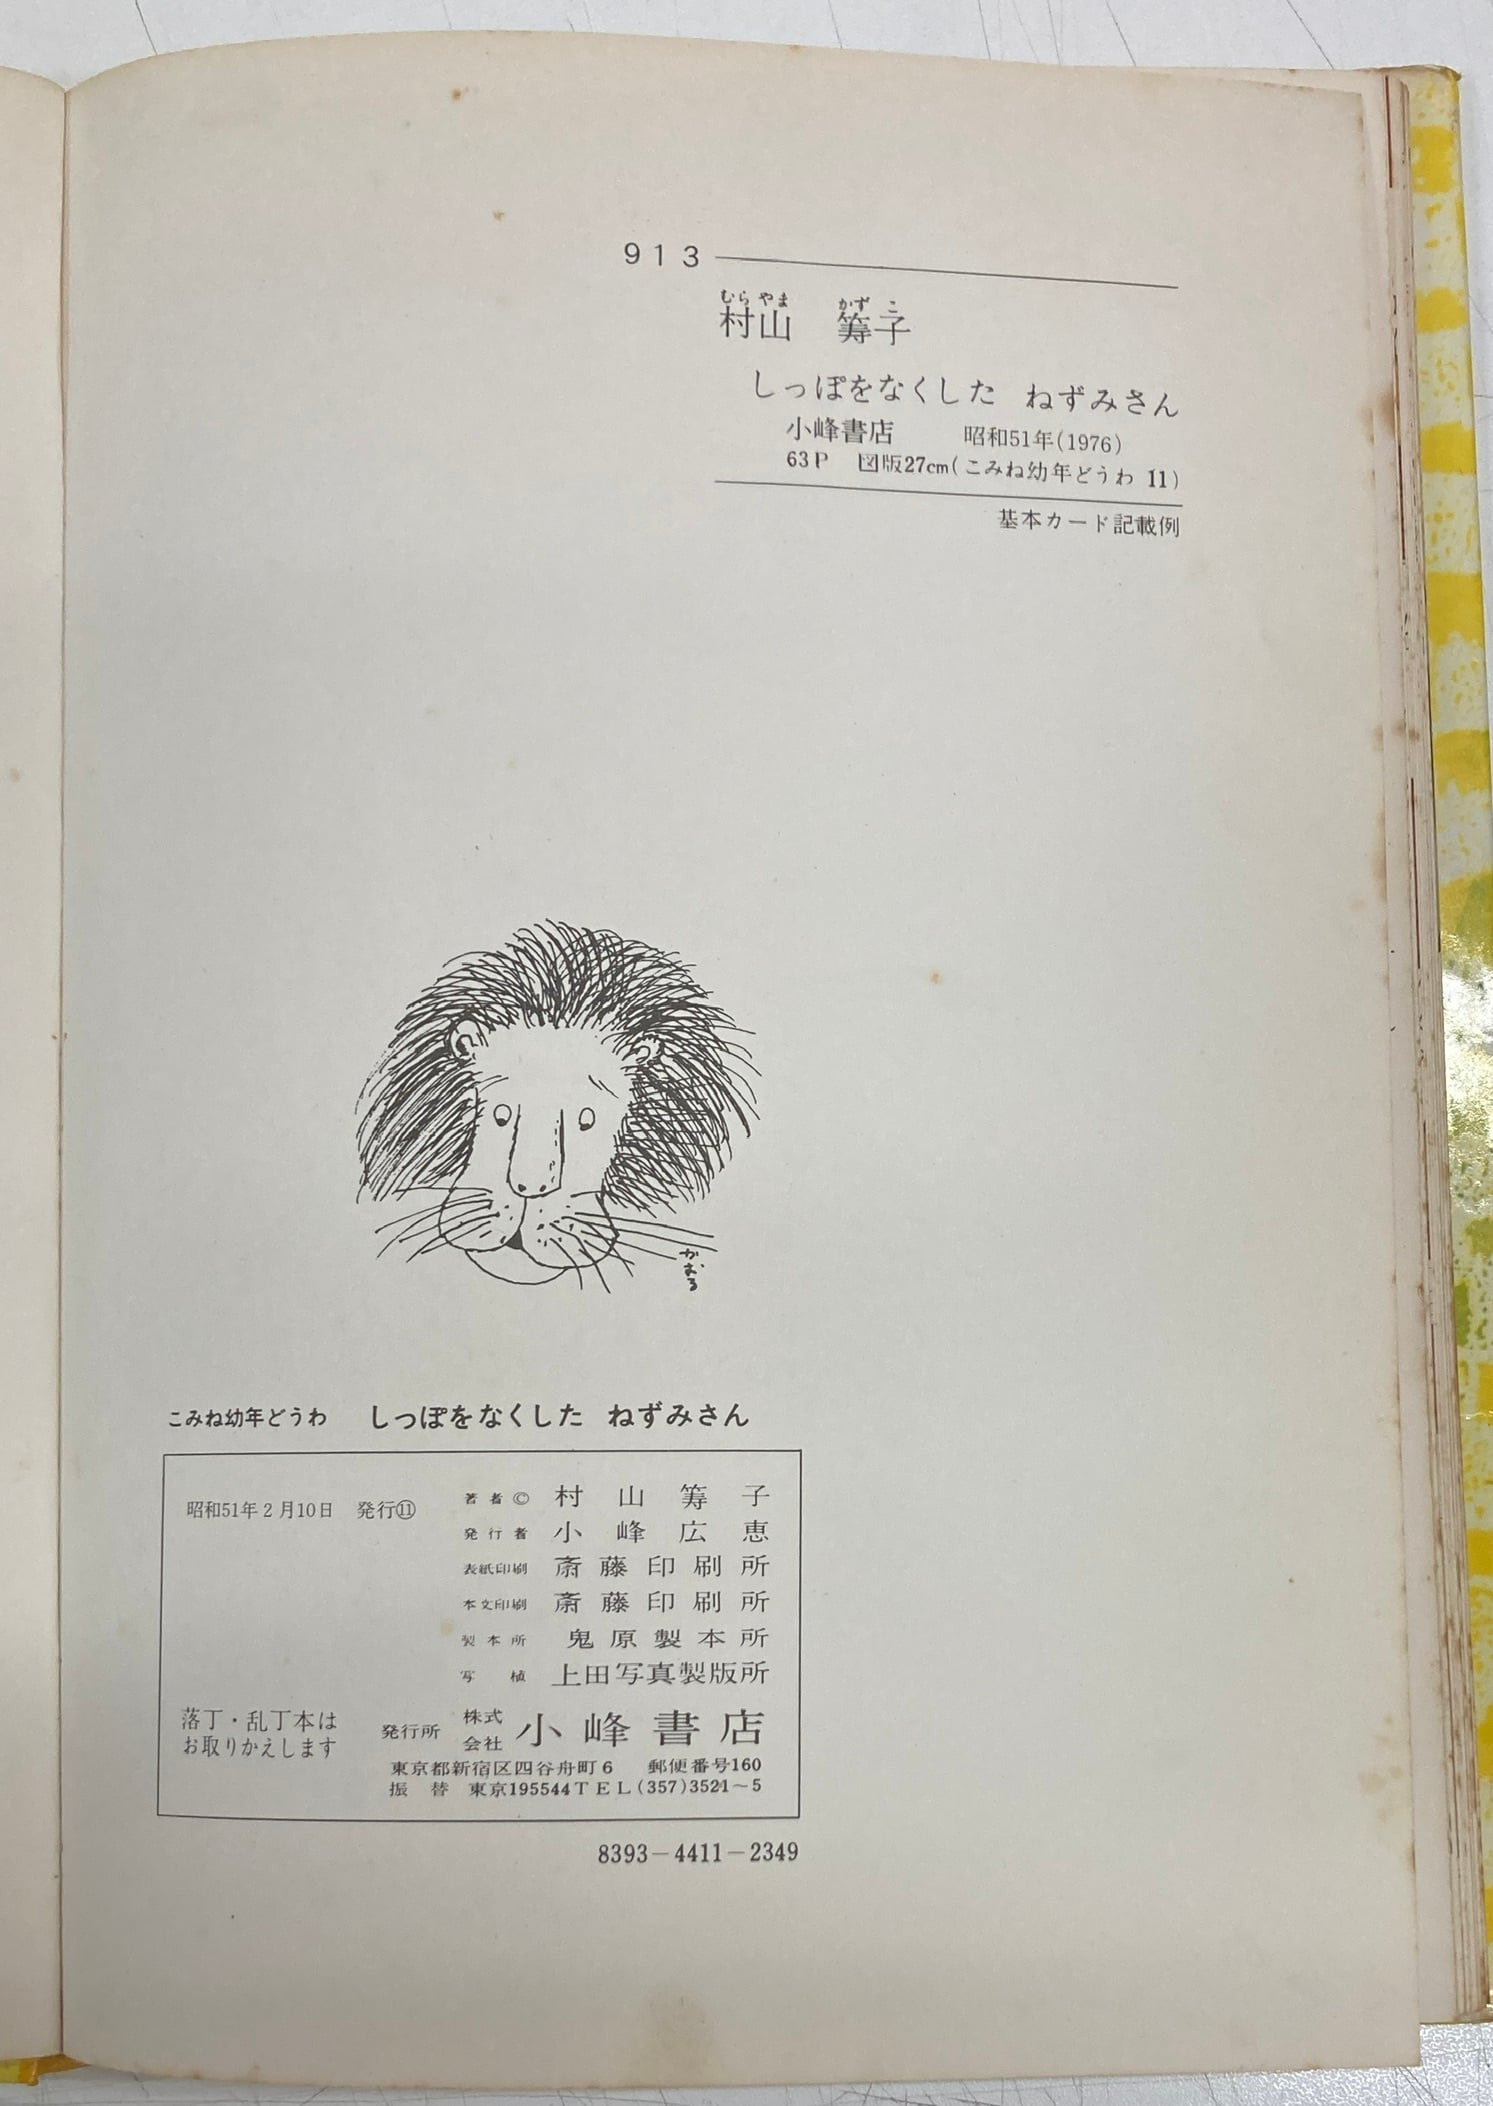 913
むらやま かずこ
村山 籌子
しっぽをなくした ねずみさん
小峰書店 昭和51年(1976)
63P 図版27cm(こみね幼年どうわ 11)
基本カード記載例
かおる
こみね幼年どうわ しっぽをなくした ねずみさん
昭和51年2月10日 発行⑪
著者© 村山籌子
発行者 小峰広恵
表紙印刷 斎藤印刷所
本文印刷 斎藤印刷所
製本所 鬼原製本所
写植 上田写真製版所
落丁・乱丁本は
お取りかえします
発行所 株式会社 小峰書店
東京都新宿区四谷舟町6 郵便番号160
振替 東京195544TEL(357)3521~5
8393-4411-2349